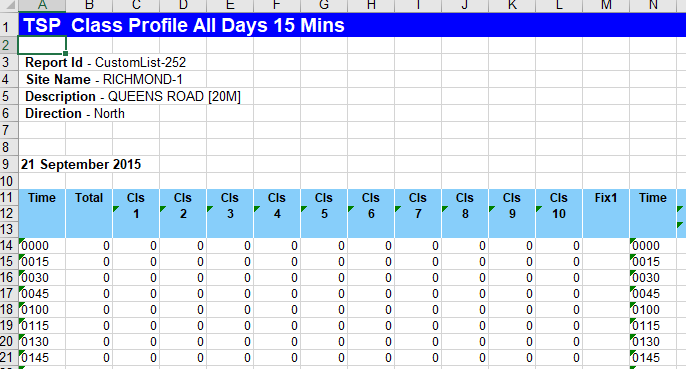 A B C D E F G H I J K L M N
1 TSP Class Profile All Days 15 Mins
2
3 Report Id - CustomList-252
4 Site Name - RICHMOND-1
5 Description - QUEENS ROAD [20M]
6 Direction - North
7
8
9 21 September 2015
10
11 Time Total Cls Cls Cls Cls Cls Cls Cls Cls Cls Cls Fix1 Time
12 1 2 3 4 5 6 7 8 9 10
13
14 0000 0 0 0 0 0 0 0 0 0 0 0 0000
15 0015 0 0 0 0 0 0 0 0 0 0 0 0015
16 0030 0 0 0 0 0 0 0 0 0 0 0 0030
17 0045 0 0 0 0 0 0 0 0 0 0 0 0045
18 0100 0 0 0 0 0 0 0 0 0 0 0 0100
19 0115 0 0 0 0 0 0 0 0 0 0 0 0115
20 0130 0 0 0 0 0 0 0 0 0 0 0 0130
21 0145 0 0 0 0 0 0 0 0 0 0 0 0145